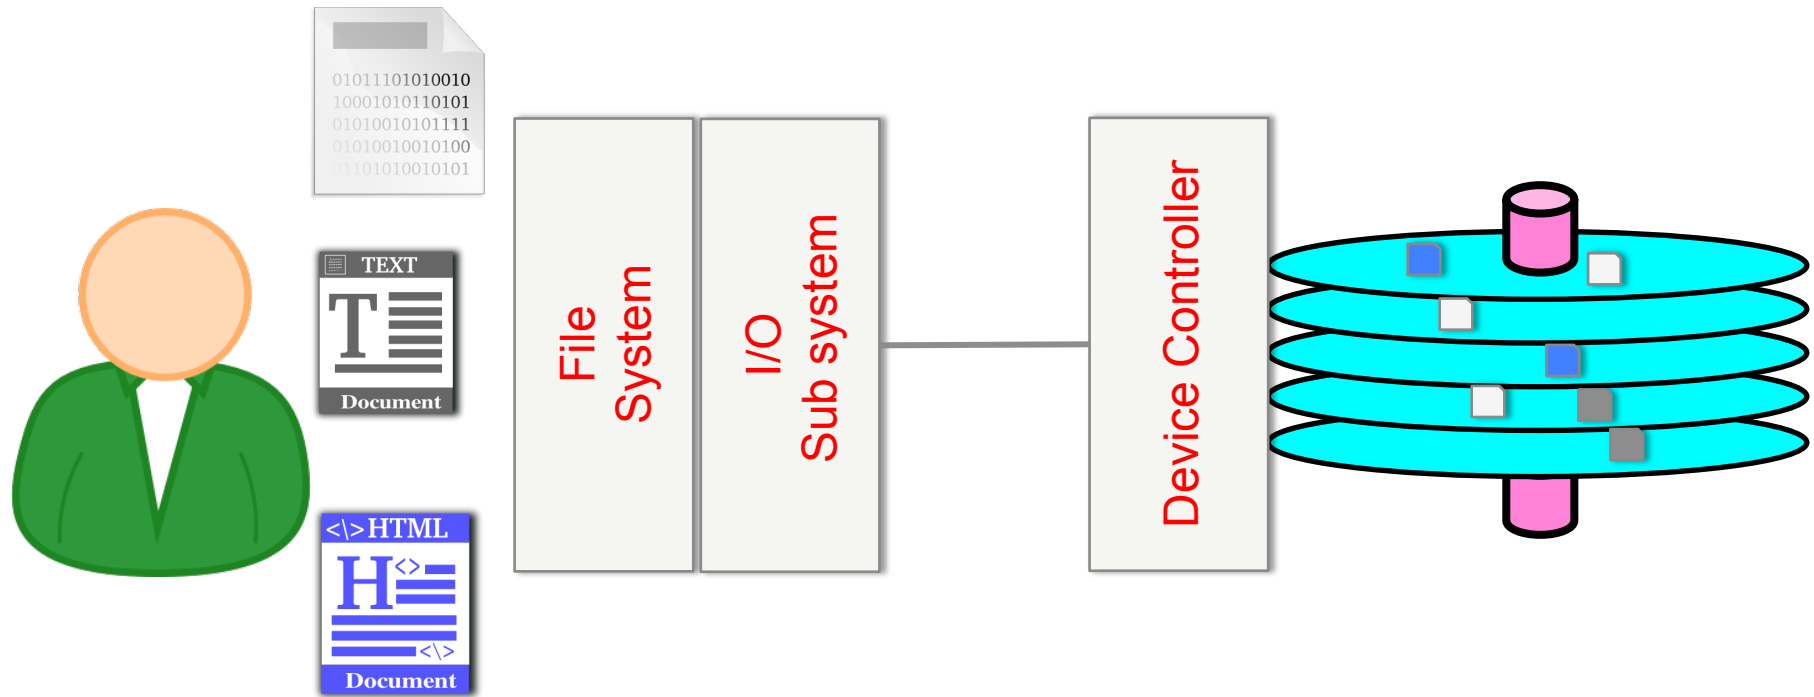 01011101010010
10001010110101
01010010101111
01010010010100
01101010010101
TEXT
T
Document
<\>HTML
H<>
<\>
Document
File
System
I/O
Sub system
Device Controller